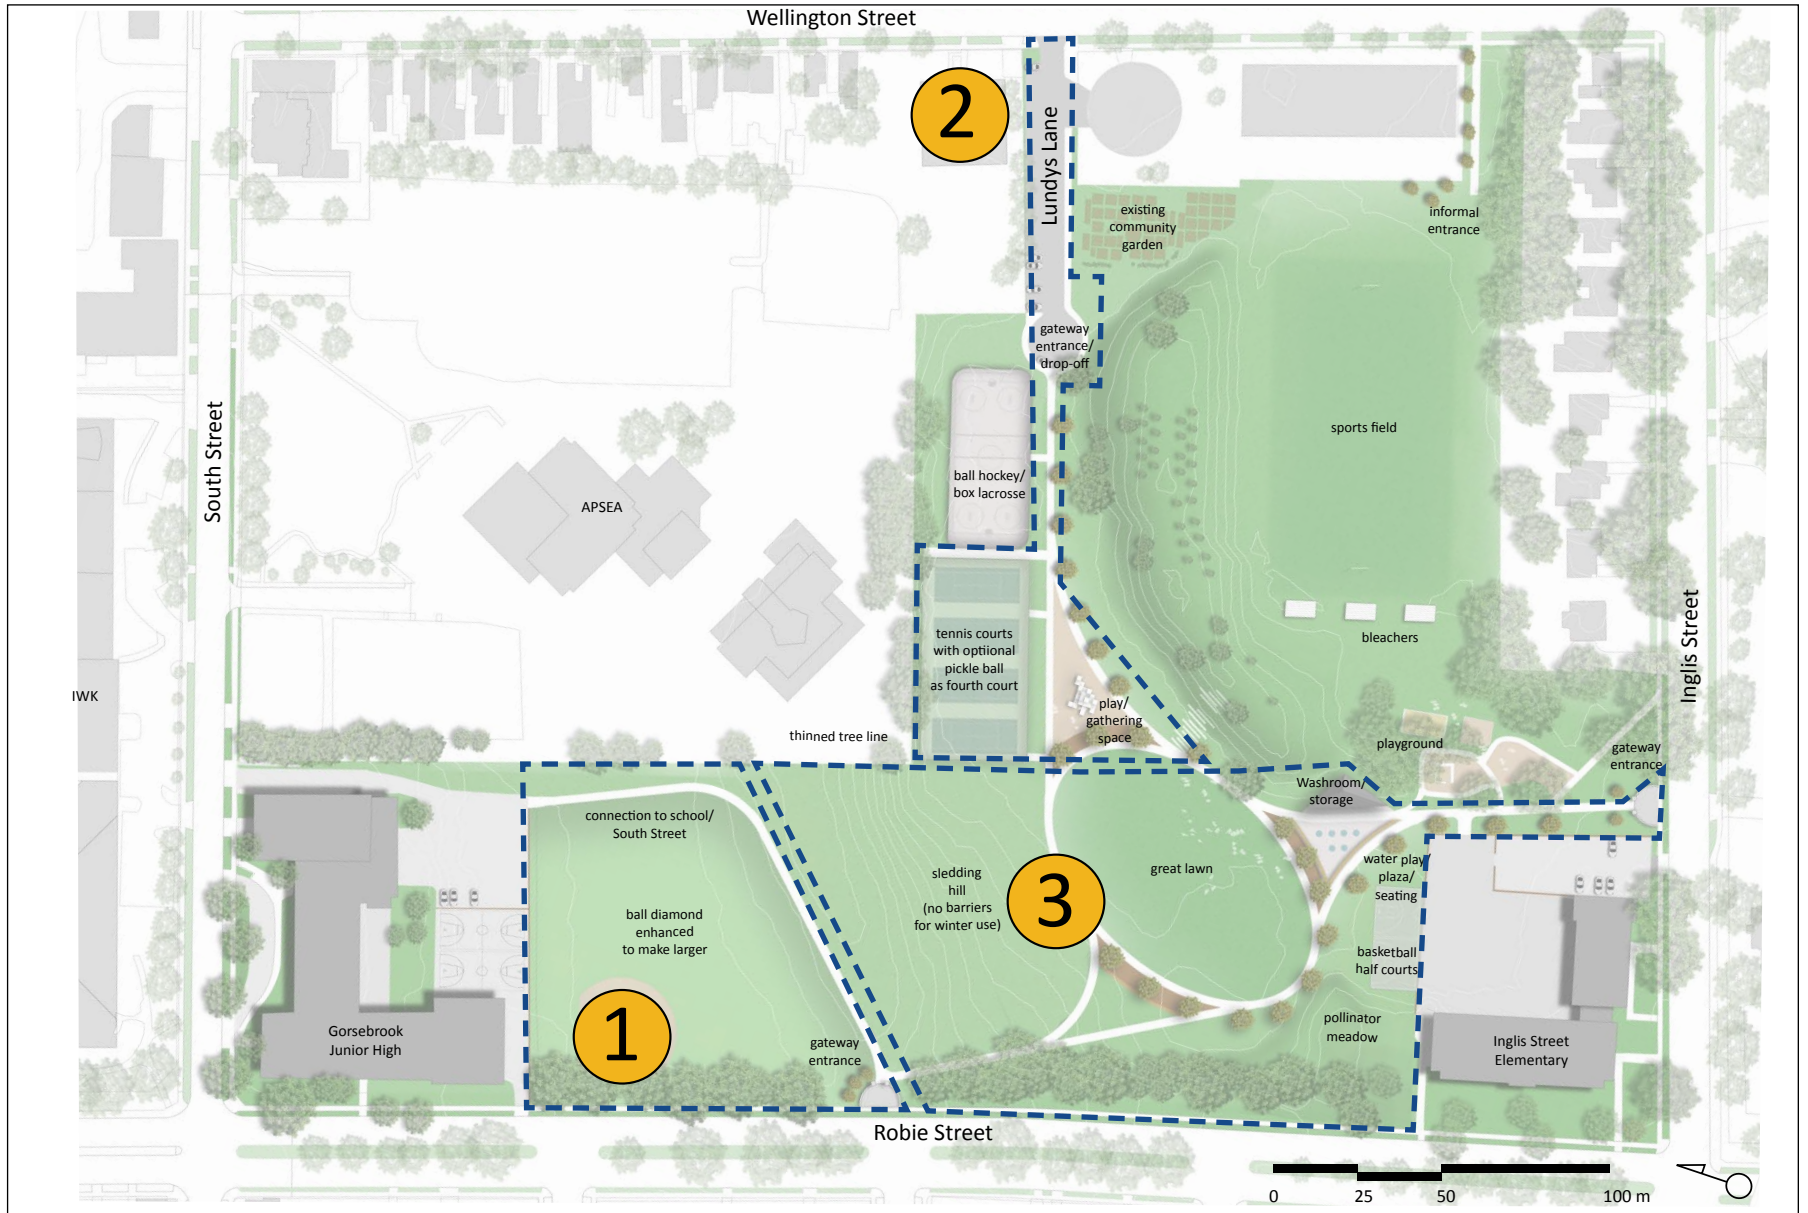 Wellington Street
2
Lundys Lane
existing
community
garden
informal
entrance
gateway
entrance/
drop-off
South Street
sports field
ball hockey/
box lacrosse
APSEA
Inglis Street
bleachers
tennis courts
with optiional
pickle ball
as fourth court
IWK
play/
gathering
space
thinned tree line
playground
gateway
entrance
Washroom/
storage
connection to school/
South Street
sledding
hill
(no barriers
for winter use)
3
great lawn
water play
plaza/
seating
ball diamond
enhanced
to make larger
basketball
half courts
1
Gorsebrook
Junior High
gateway
entrance
pollinator
meadow
Inglis Street
Elementary
Robie Street
0 25 50 100 m